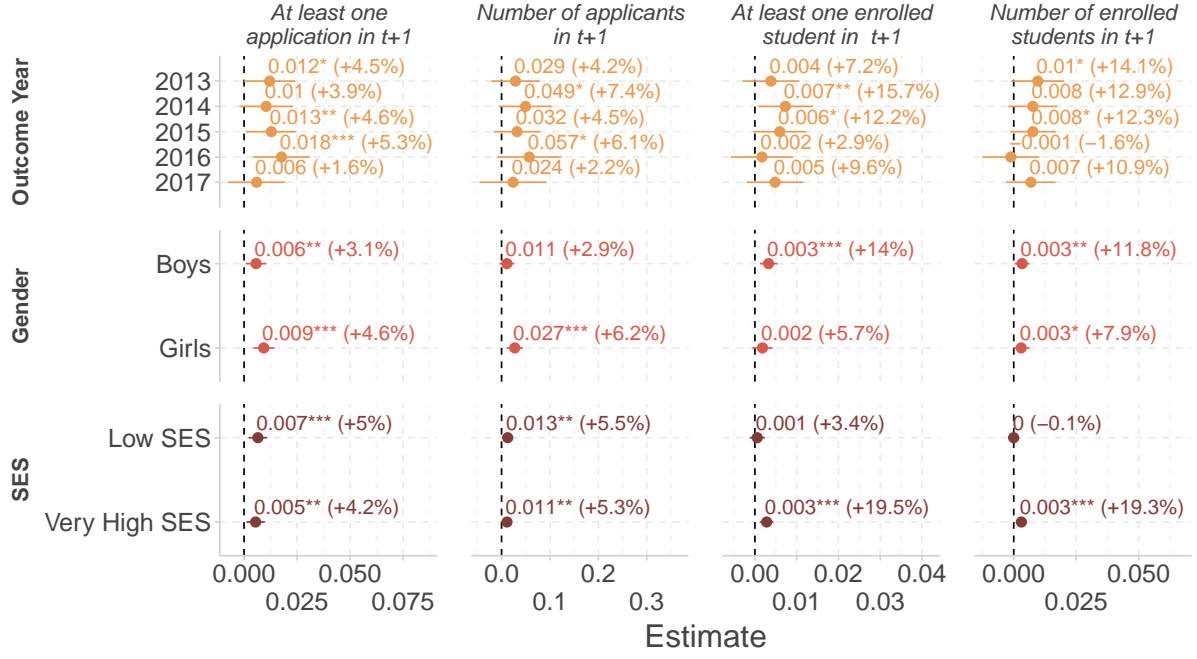 At least one
application in t+1
Number of applicants
in t+1
At least one enrolled
student in t+1
Number of enrolled
students in t+1
Outcome Year
2013
0.012* (+4.5%)
0.029 (+4.2%)
0.004 (+7.2%)
0.01* (+14.1%)
2014
0.01 (+3.9%)
0.049* (+7.4%)
0.007** (+15.7%)
0.008 (+12.9%)
2015
0.013** (+4.6%)
0.032 (+4.5%)
0.006* (+12.2%)
0.008* (+12.3%)
2016
0.018*** (+5.3%)
0.057* (+6.1%)
0.002 (+2.9%)
−0.001 (−1.6%)
2017
0.006 (+1.6%)
0.024 (+2.2%)
0.005 (+9.6%)
0.007 (+10.9%)
Gender
Boys
0.006** (+3.1%)
0.011 (+2.9%)
0.003*** (+14%)
0.003** (+11.8%)
Girls
0.009*** (+4.6%)
0.027*** (+6.2%)
0.002 (+5.7%)
0.003* (+7.9%)
SES
Low SES
0.007*** (+5%)
0.013** (+5.5%)
0.001 (+3.4%)
0 (−0.1%)
Very High SES
0.005** (+4.2%)
0.011** (+5.3%)
0.003*** (+19.5%)
0.003*** (+19.3%)
0.000 0.025 0.050 0.075
0.0 0.1 0.2 0.3
0.00 0.01 0.02 0.03 0.04
0.000 0.025 0.050
Estimate